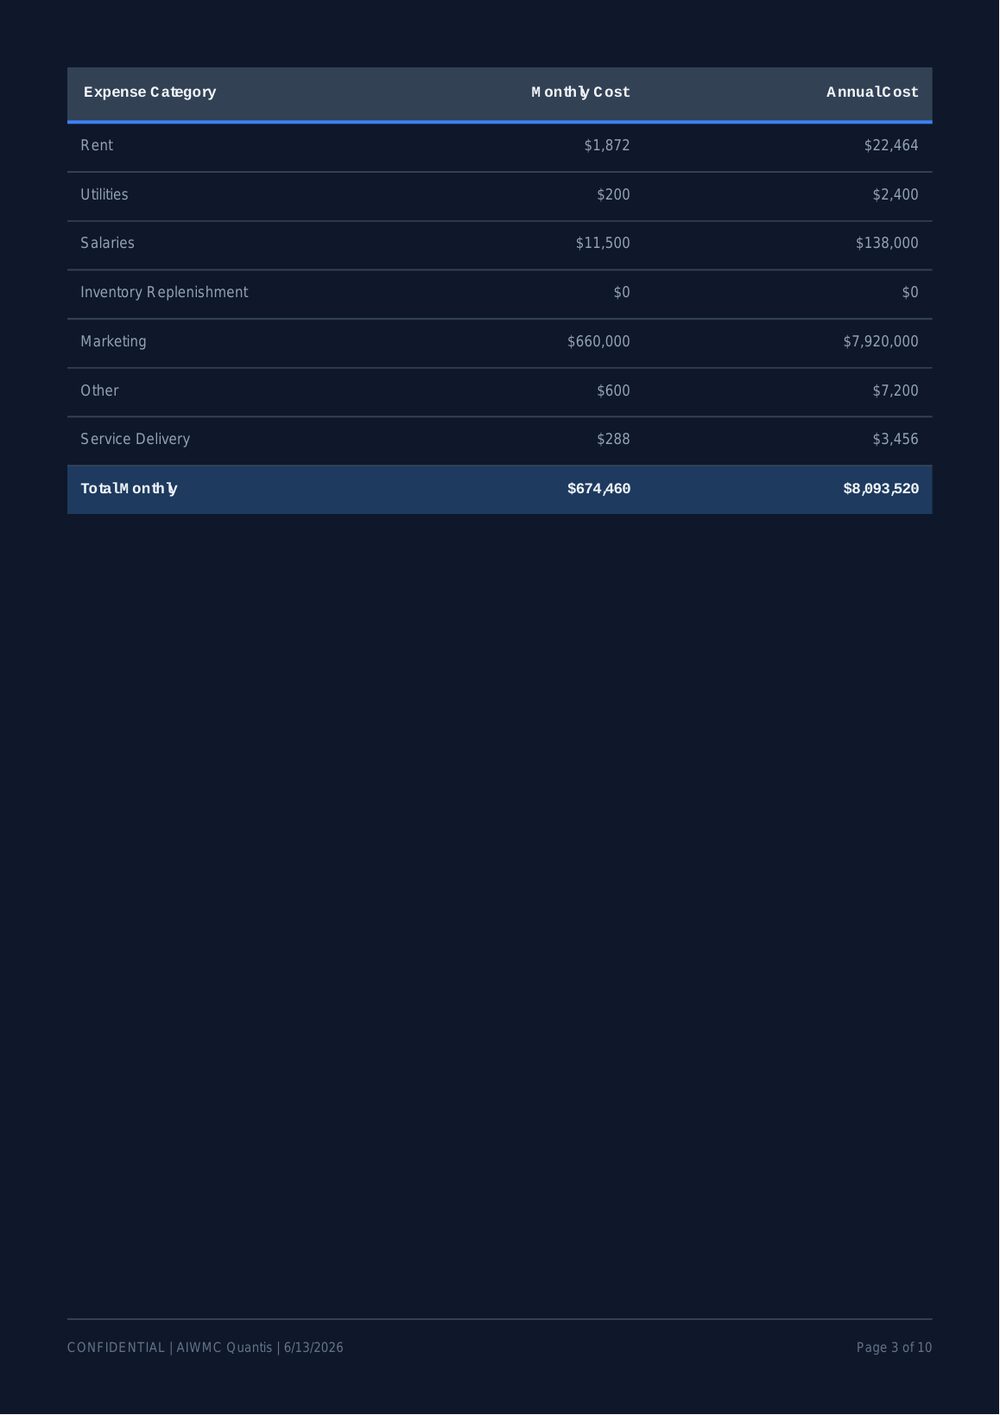 Expense Category Monthly Cost Annual Cost
Rent $1,872 $22,464
Utilities $200 $2,400
Salaries $11,500 $138,000
Inventory Replenishment $0 $0
Marketing $660,000 $7,920,000
Other $600 $7,200
Service Delivery $288 $3,456
Total Monthly $674,460 $8,093,520
CONFIDENTIAL | AIWMC Quantis | 6/13/2026 Page 3 of 10